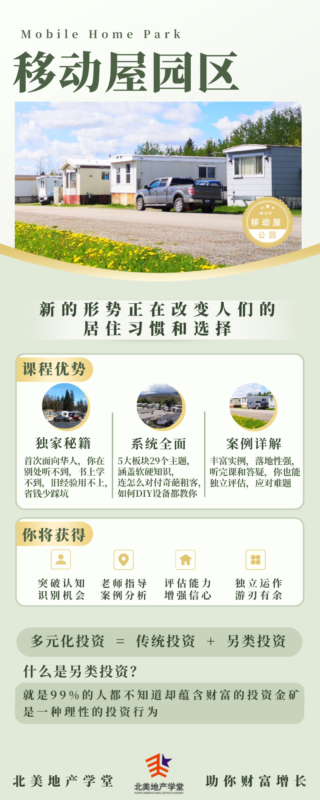 Mobile Home Park
移动屋园区
MHP
移动屋
公园
新的形势正在改变人们的
居住习惯和选择
课程优势
独家秘籍
首次面向华人，你在
别处听不到，书上学
不到，旧经验用不上，
省钱少踩坑
系统全面
5大板块29个主题，
涵盖软硬知识，
连怎么对付奇葩租客，
如何DIY设备都教你
案例详解
丰富实例，落地性强，
听完课和答疑，你也能
独立评估，应对难题
你将获得
突破认知
识别机会
老师指导
案例分析
评估能力
增强信心
独立运作
游刃有余
多元化投资 = 传统投资 + 另类投资
什么是另类投资？
就是99%的人都不知道却蕴含财富的投资金矿
是一种理性的投资行为
北美地产学堂
北美地产学堂
助你财富增长